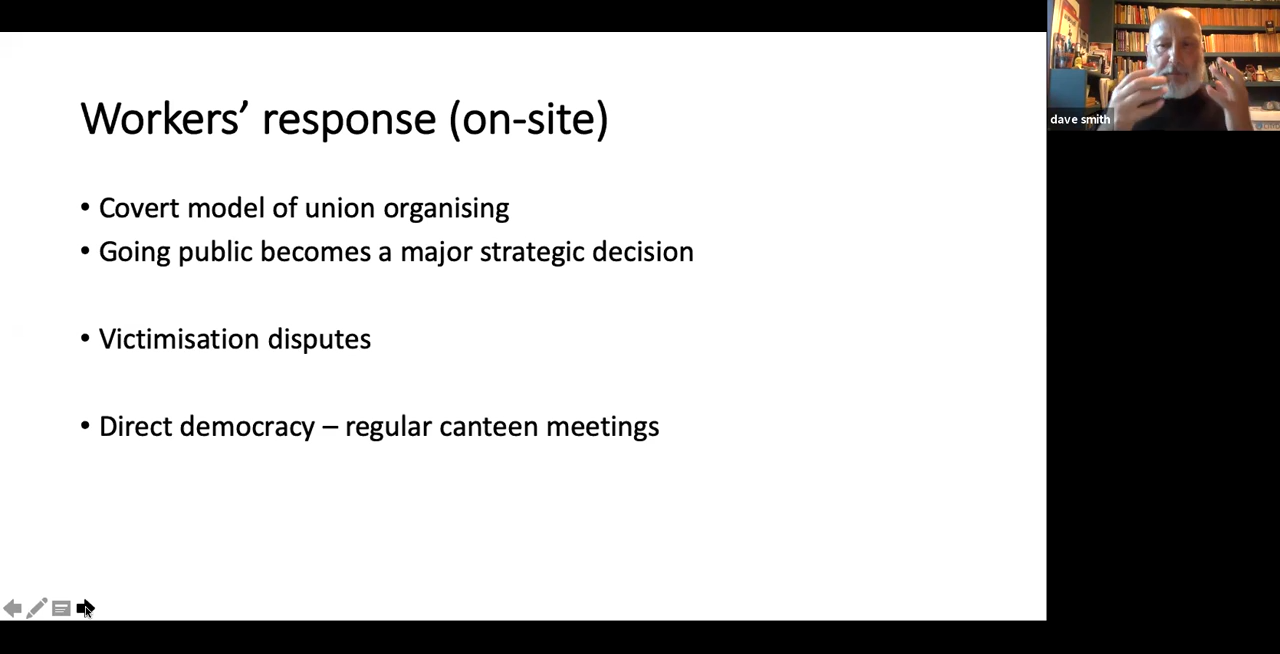 Workers’ response (on-site)
• Covert model of union organising
• Going public becomes a major strategic decision
• Victimisation disputes
• Direct democracy – regular canteen meetings
dave smith